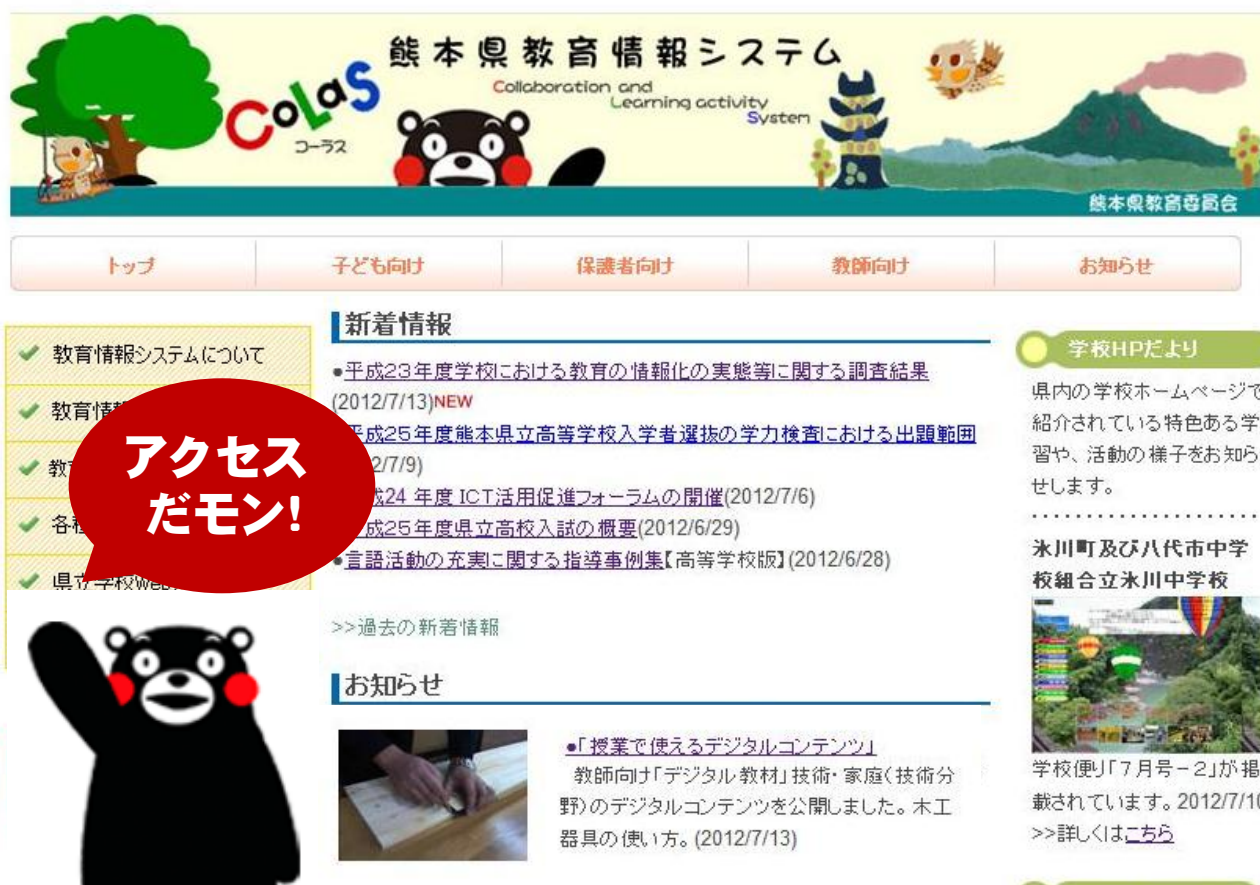 熊本県教育情報システム
CoLaS
コーラス
Collaboration and
Learning activity
System
熊本県教育委員会
トップ
子ども向け
保護者向け
教師向け
お知らせ
教育情報システムについて
教育情
教
各種
県立学校Web
アクセス
だモン!
新着情報
●平成23年度学校における教育の情報化の実態等に関する調査結果
(2012/7/13)NEW
平成25年度熊本県立高等学校入学者選抜の学力検査における出題範囲
2/7/9)
成24 年度 ICT活用促進フォーラムの開催(2012/7/6)
成25年度県立高校入試の概要(2012/6/29)
●言語活動の充実に関する指導事例集【高等学校版】(2012/6/28)
>>過去の新着情報
お知らせ
●「授業で使えるデジタルコンテンツ」
教師向け「デジタル教材」技術・家庭(技術分
野)のデジタルコンテンツを公開しました。木工
器具の使い方。(2012/7/13)
学校HPだより
県内の学校ホームページで
紹介されている特色ある学
習や、活動の様子をお知ら
せします。
氷川町及び八代市中学
校組合立氷川中学校
学校便り「7月号－2」が掲
載されています。2012/7/10
>>詳しくはこちら